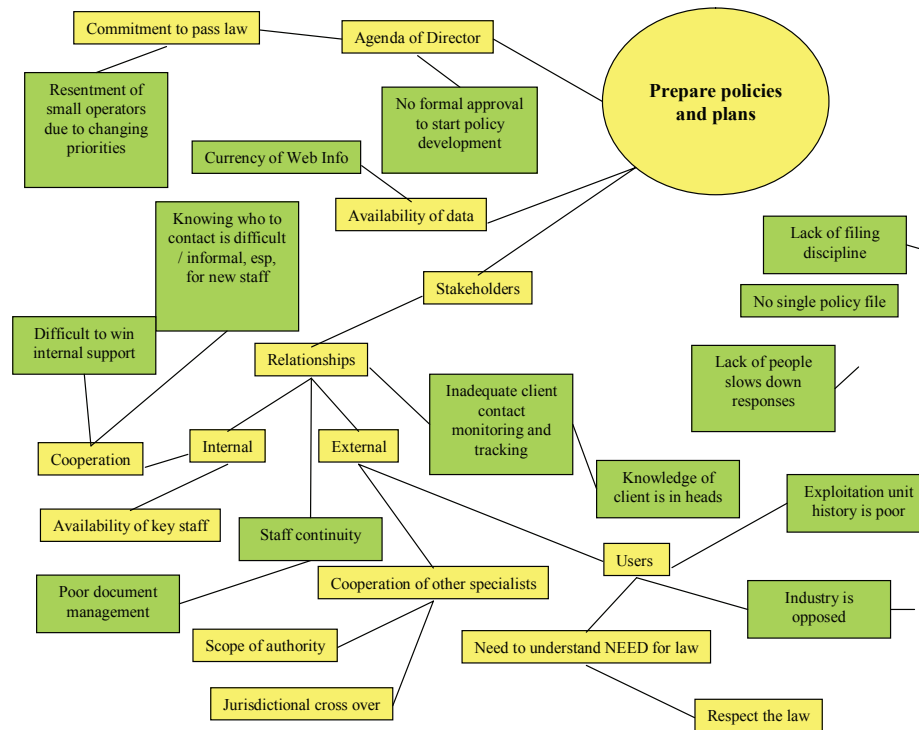 Commitment to pass law
Agenda of Director
Prepare policies
and plans
Resentment of
small operators
due to changing
priorities
No formal approval
to start policy
development
Currency of Web Info
Availability of data
Knowing who to
contact is difficult
/ informal, esp,
for new staff
Lack of filing
discipline
Stakeholders
No single policy file
Difficult to win
internal support
Relationships
Lack of people
slows down
responses
Inadequate client
contact
monitoring and
tracking
Cooperation
Internal
External
Knowledge of
client is in heads
Exploitation unit
history is poor
Availability of key staff
Staff continuity
Users
Poor document
management
Cooperation of other specialists
Industry is
opposed
Scope of authority
Need to understand NEED for law
Jurisdictional cross over
Respect the law